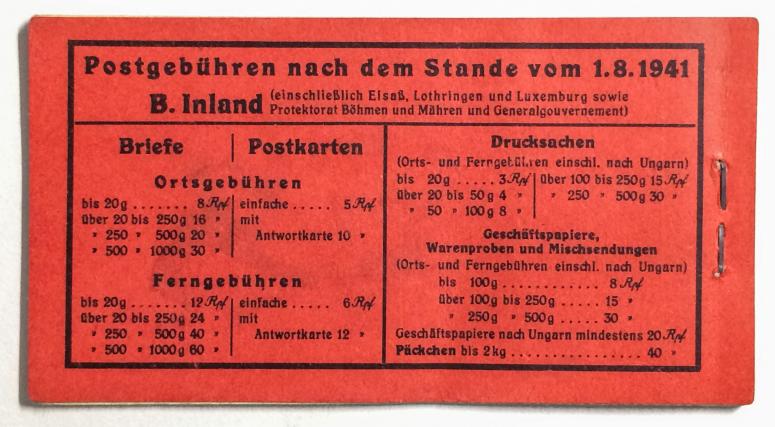 Postgebühren nach dem Stande vom 1.8.1941
B. Inland (einschließlich Elsaß, Lothringen und Luxemburg sowie
Protektorat Böhmen und Mähren und Generalgouvernement)
Briefe | Postkarten
Ortsgebühren
bis 20g ....... 8 Rpf
über 20 bis 250g 16 "
" 250 " 500g 20 "
" 500 " 1000g 30 "
einfache ..... 5 Rpf
mit
Antwortkarte 10 "
Ferngebühren
bis 20g ....... 12 Rpf
über 20 bis 250g 24 "
" 250 " 500g 40 "
" 500 " 1000g 60 "
einfache ..... 6 Rpf
mit
Antwortkarte 12 "
Drucksachen
(Orts- und Ferngebühren einschl. nach Ungarn)
bis 20g ..... 3 Rpf
über 20 bis 50g 4 "
" 50 " 100g 8 "
über 100 bis 250g 15 Rpf
" 250 " 500g 30 "
Geschäftspapiere,
Warenproben und Mischsendungen
(Orts- und Ferngebühren einschl. nach Ungarn)
bis 100g ............ 8 Rpf
über 100g bis 250g ..... 15 "
" 250g " 500g ..... 30 "
Geschäftspapiere nach Ungarn mindestens 20 Rpf
Päckchen bis 2kg ................ 40 "